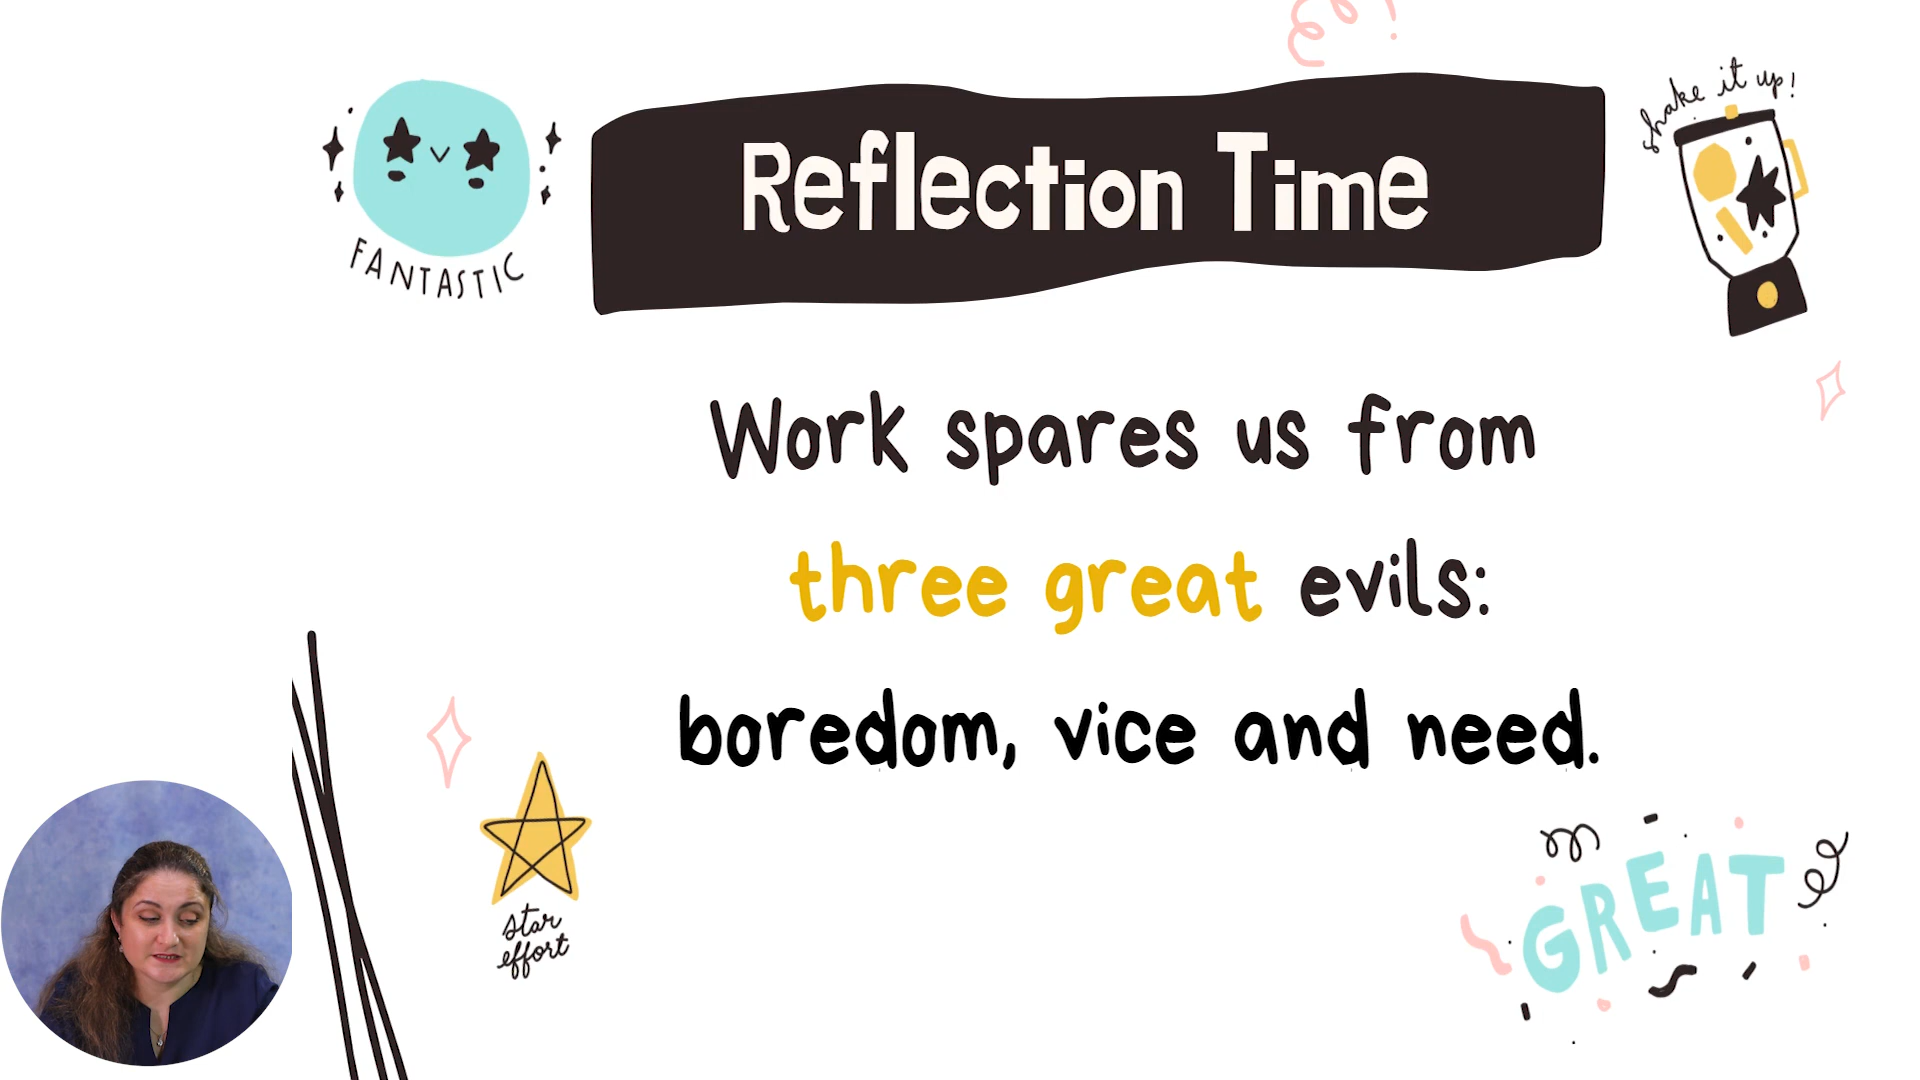 shake it up!
Reflection Time
FANTASTIC
Work spares us from
three great evils:
boredom, vice and need.
star
effort
GREAT